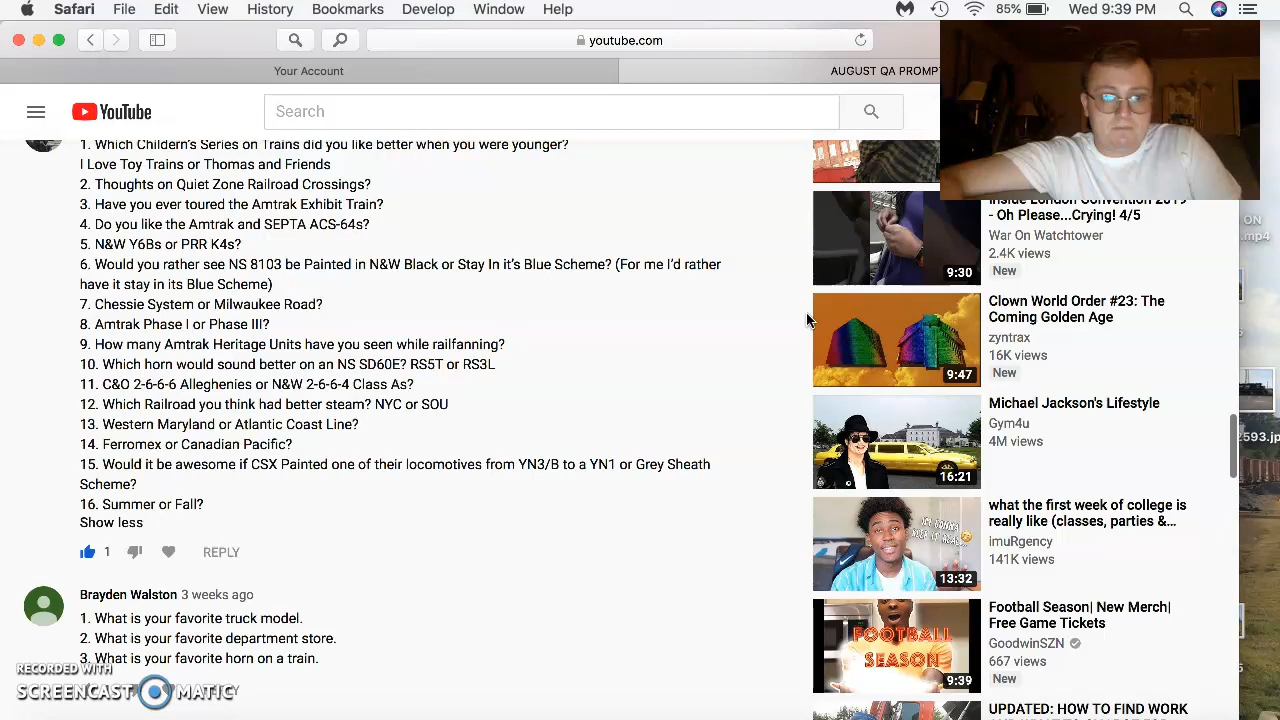 Safari File Edit View History Bookmarks Develop Window Help 85% Wed 9:39 PM
youtube.com
Your Account
AUGUST QA PROMP
YouTube
Search
1. Which Childern's Series on Trains did you like better when you were younger?
I Love Toy Trains or Thomas and Friends
2. Thoughts on Quiet Zone Railroad Crossings?
3. Have you ever toured the Amtrak Exhibit Train?
4. Do you like the Amtrak and SEPTA ACS-64s?
5. N&W Y6Bs or PRR K4s?
6. Would you rather see NS 8103 be Painted in N&W Black or Stay In it's Blue Scheme? (For me I'd rather
have it stay in its Blue Scheme)
7. Chessie System or Milwaukee Road?
8. Amtrak Phase I or Phase III?
9. How many Amtrak Heritage Units have you seen while railfanning?
10. Which horn would sound better on an NS SD60E? RS5T or RS3L
11. C&O 2-6-6-6 Alleghenies or N&W 2-6-6-4 Class As?
12. Which Railroad you think had better steam? NYC or SOU
13. Western Maryland or Atlantic Coast Line?
14. Ferromex or Canadian Pacific?
15. Would it be awesome if CSX Painted one of their locomotives from YN3/B to a YN1 or Grey Sheath
Scheme?
16. Summer or Fall?
Show less
1 REPLY
Brayden Walston 3 weeks ago
1. What is your favorite truck model.
2. What is your favorite department store.
3. What is your favorite horn on a train.
RECORDED WITH
SCREENCAST MATIC
Inside London Convention 2019
- Oh Please...Crying! 4/5
War On Watchtower
2.4K views
New
9:30
Clown World Order #23: The
Coming Golden Age
zyntrax
16K views
New
9:47
Michael Jackson's Lifestyle
Gym4u
4M views
16:21
what the first week of college is
really like (classes, parties &...
imuRgency
141K views
13:32
Football Season| New Merch|
Free Game Tickets
GoodwinSZN
667 views
New
FOOTBALL
SEASON
9:39
UPDATED: HOW TO FIND WORK
ON
.mp4
2593.jp